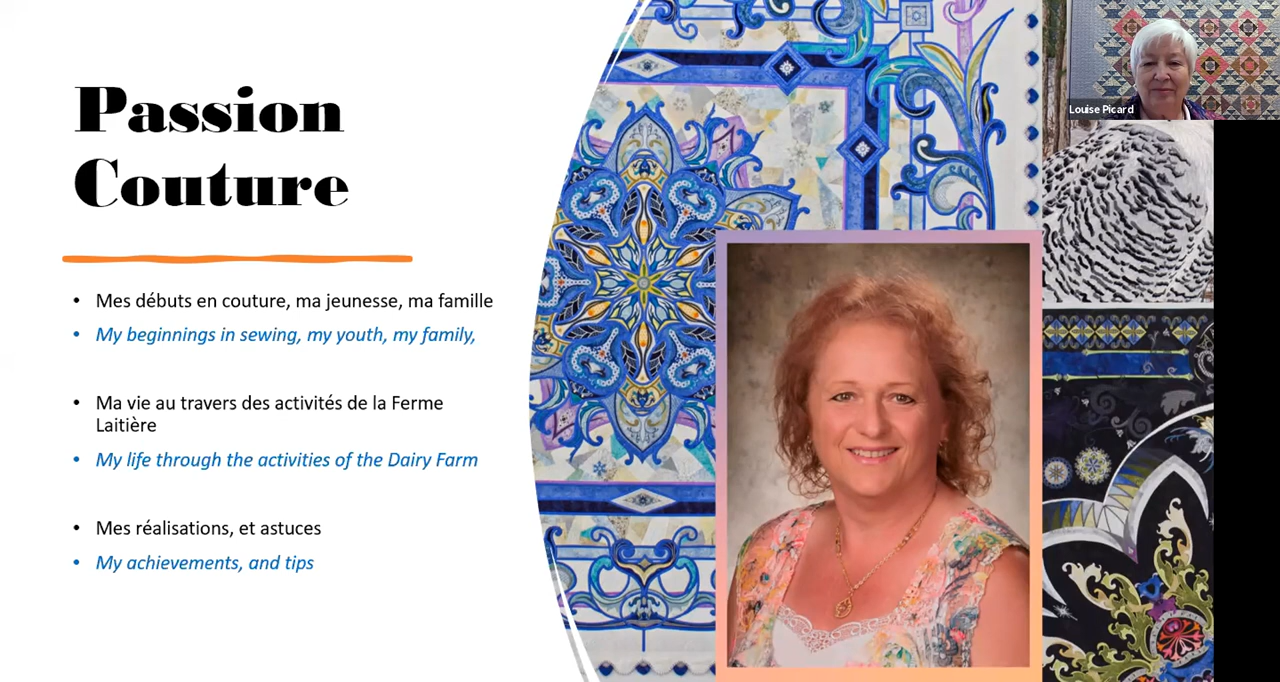 Passion
Couture
• Mes débuts en couture, ma jeunesse, ma famille
• My beginnings in sewing, my youth, my family,
• Ma vie au travers des activités de la Ferme
Laitière
• My life through the activities of the Dairy Farm
• Mes réalisations, et astuces
• My achievements, and tips
Louise Picard